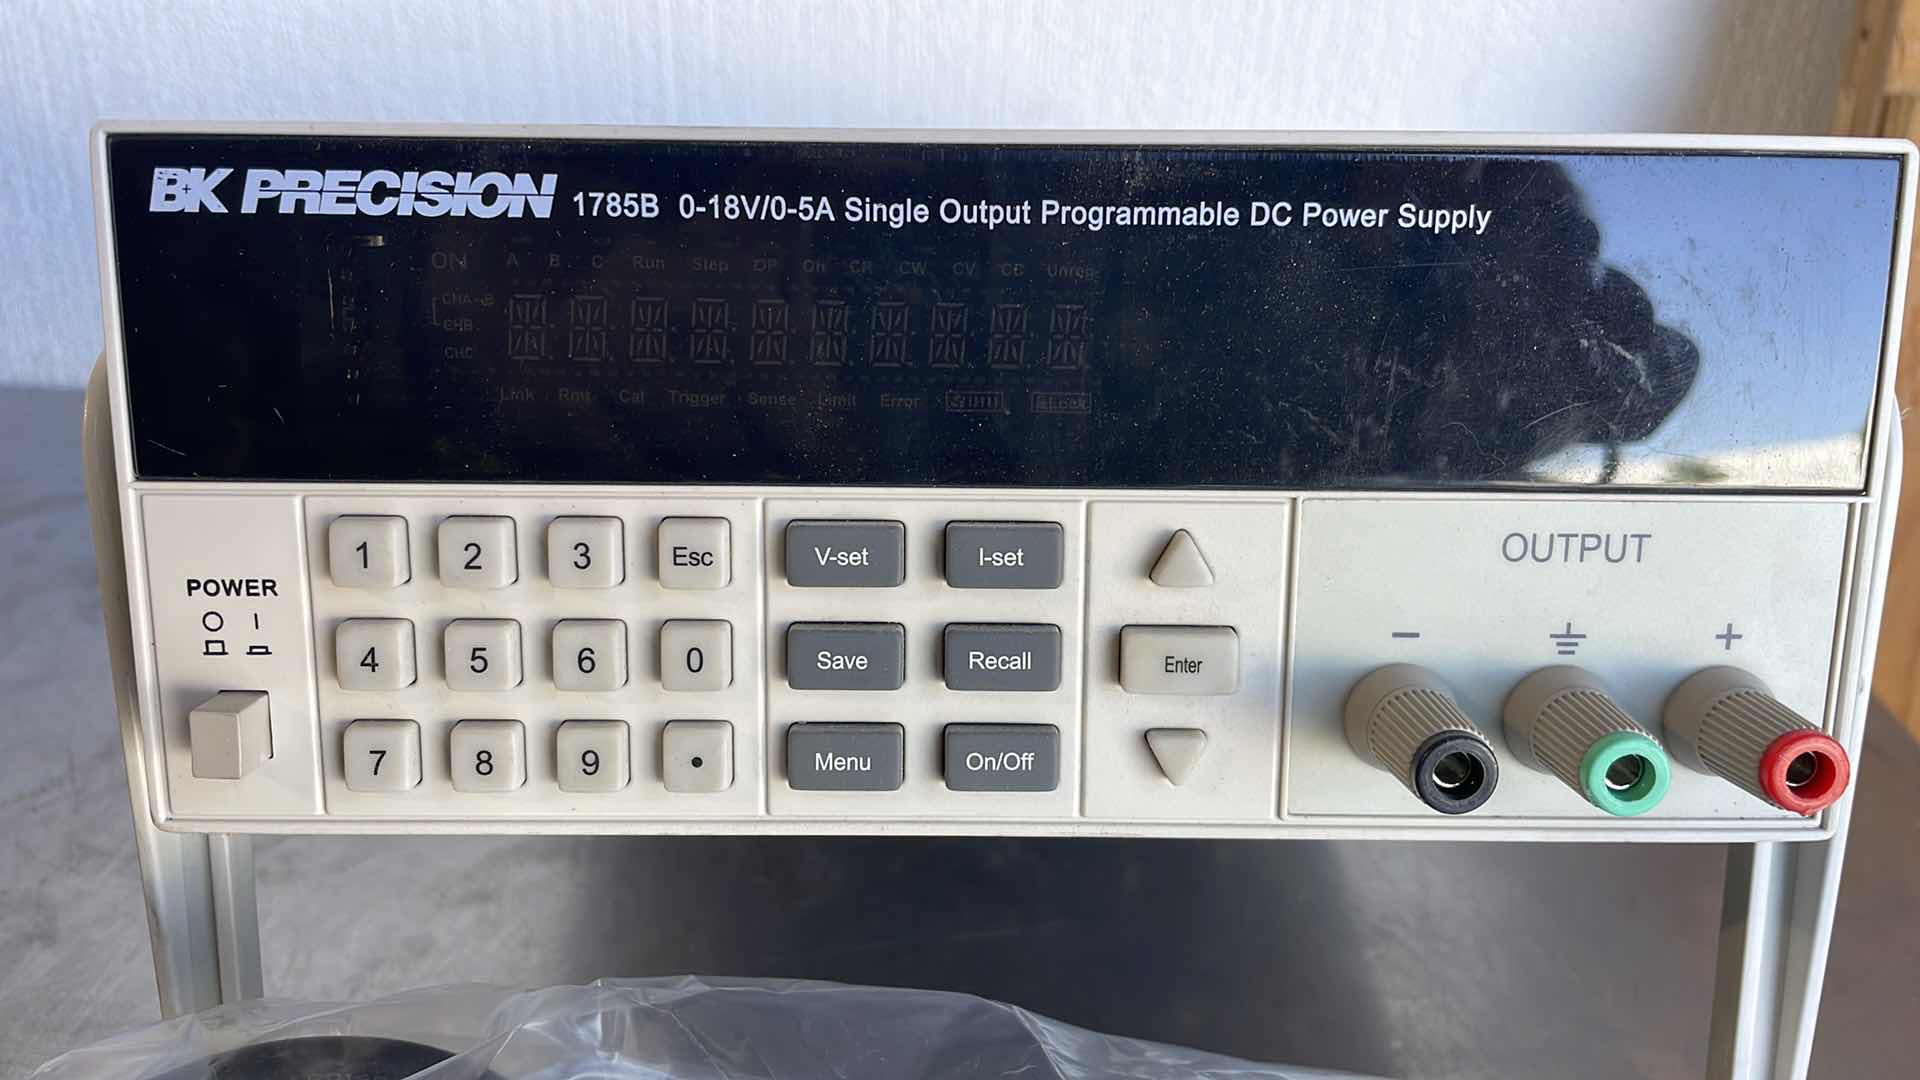 BK PRECISION 1785B 0-18V/0-5A Single Output Programmable DC Power Supply
ON A B C Run Step OP Oh CR CW CV CC Unreg
CHA
CHB
CHC
Link Rmt Cal Trigger Sense Limit Error Shift Lock
POWER
1 2 3 Esc
4 5 6 0
7 8 9 .
V-set I-set
Save Recall
Menu On/Off
Enter
OUTPUT
- +